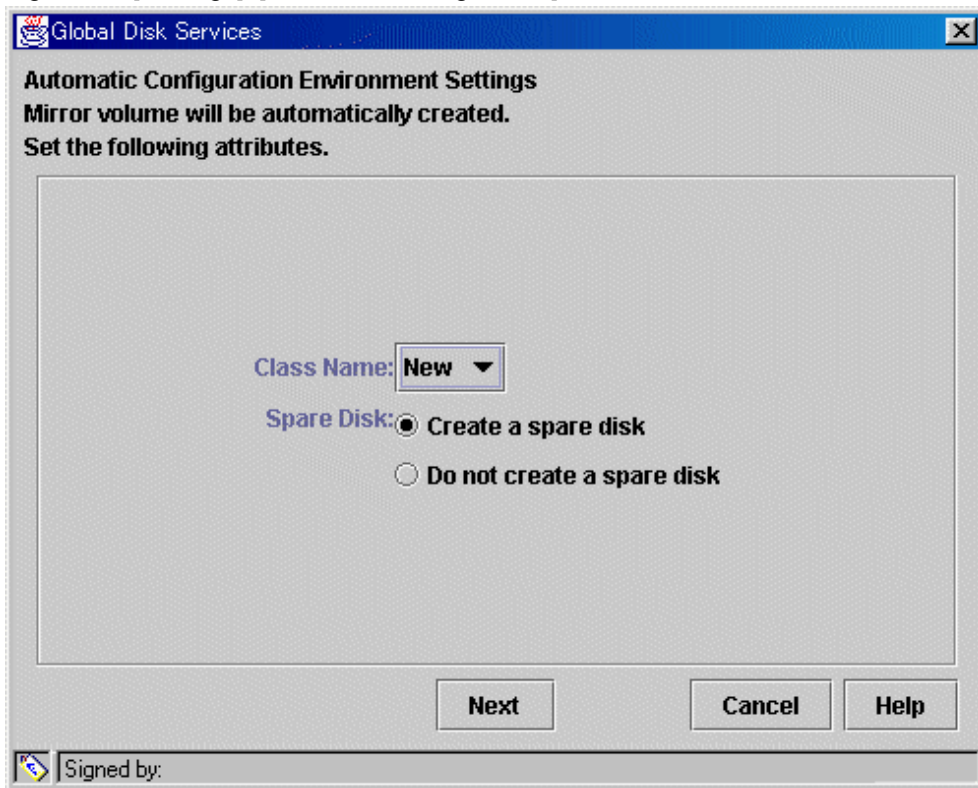 Global Disk Services
Automatic Configuration Environment Settings
Mirror volume will be automatically created.
Set the following attributes.
Class Name: New
Spare Disk: Create a spare disk
Do not create a spare disk
Next Cancel Help
Signed by: